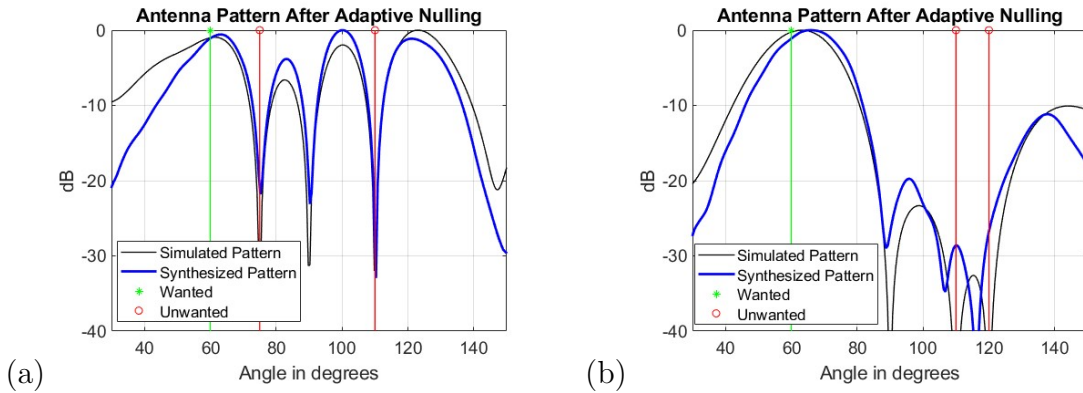 Antenna Pattern After Adaptive Nulling
0
-10
-20
-30
-40
dB
Simulated Pattern
Synthesized Pattern
Wanted
Unwanted
40 60 80 100 120 140
Angle in degrees
(a)
Antenna Pattern After Adaptive Nulling
0
-10
-20
-30
-40
dB
Simulated Pattern
Synthesized Pattern
Wanted
Unwanted
40 60 80 100 120 140
Angle in degrees
(b)